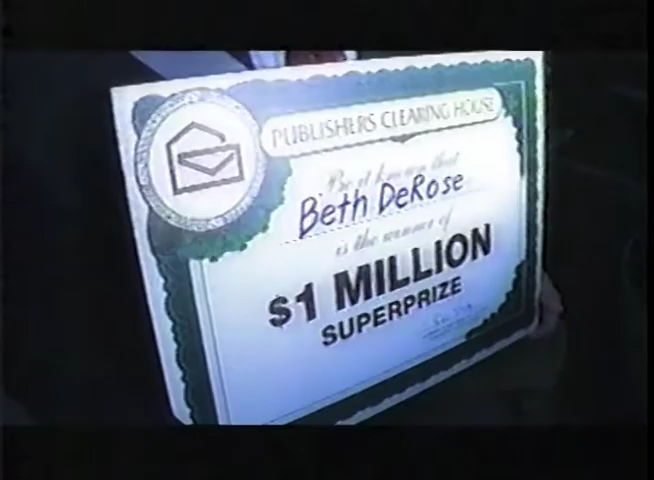 PUBLISHERS CLEARING HOUSE
Be it known that
Beth DeRose
is the winner of
$1 MILLION
SUPERPRIZE